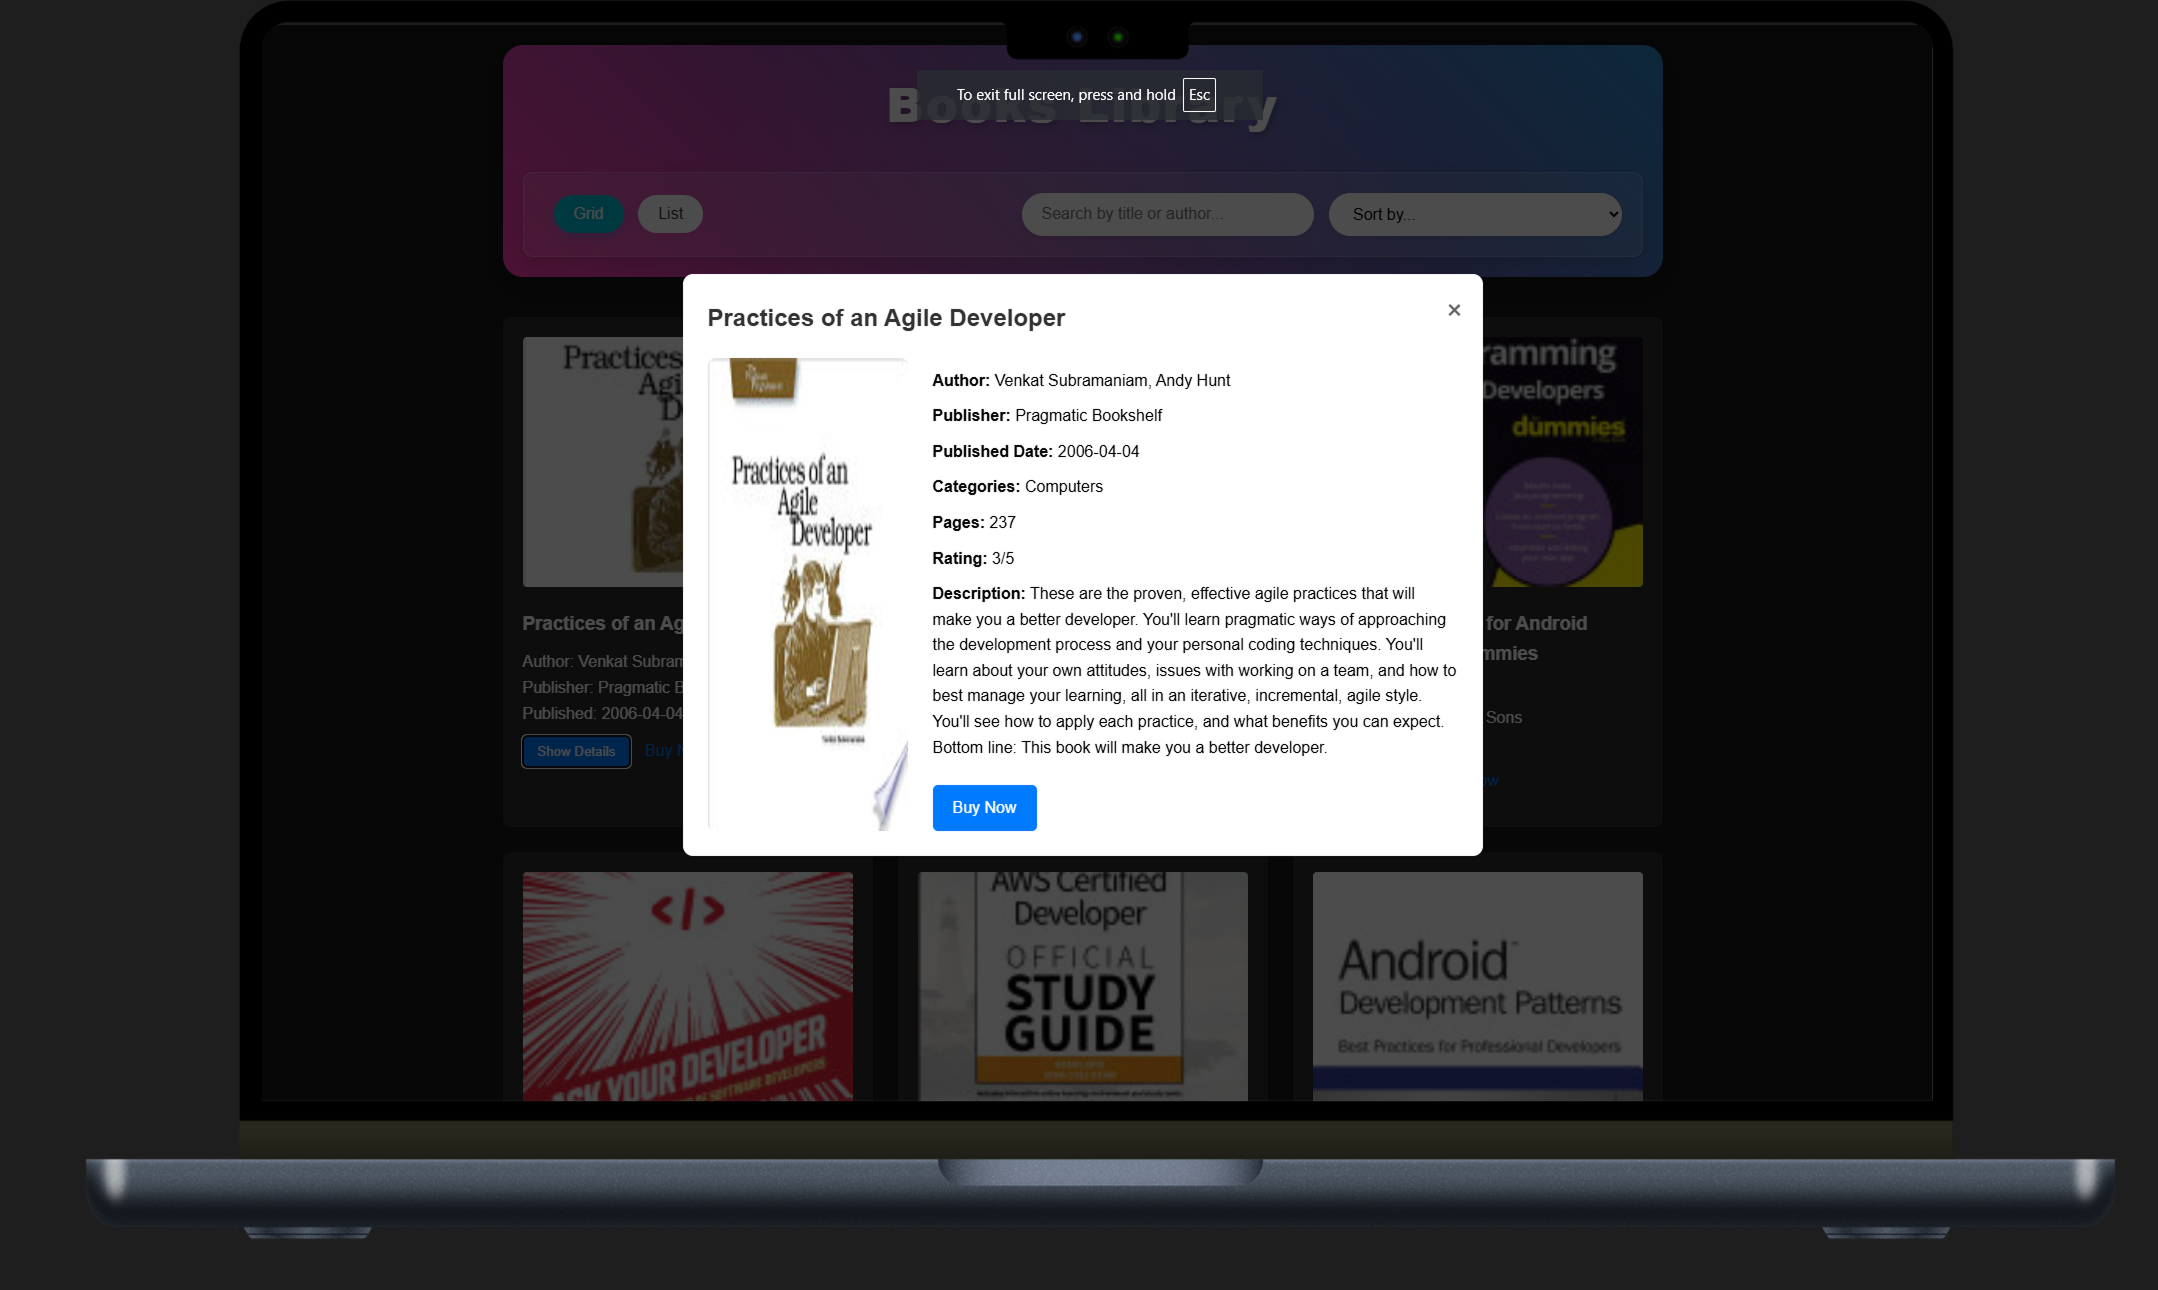 Books Library
To exit full screen, press and hold Esc
Grid
List
Search by title or author...
Sort by...
Practices of an Agile Developer
×
Practices of an
Agile
Developer
Author: Venkat Subramaniam, Andy Hunt
Publisher: Pragmatic Bookshelf
Published Date: 2006-04-04
Categories: Computers
Pages: 237
Rating: 3/5
Description: These are the proven, effective agile practices that will
make you a better developer. You'll learn pragmatic ways of approaching
the development process and your personal coding techniques. You'll
learn about your own attitudes, issues with working on a team, and how to
best manage your learning, all in an iterative, incremental, agile style.
You'll see how to apply each practice, and what benefits you can expect.
Bottom line: This book will make you a better developer.
Buy Now
Practices
Agi
D
Practices of an Ag
Author: Venkat Subram
Publisher: Pragmatic B
Published: 2006-04-04
Show Details
Buy N
ramming
Developers
dummies
for Android
mmies
Sons
ow
</>
ASK YOUR DEVELOPER
SOFTWARE DEVELOPERS
AWS Certified
Developer
OFFICIAL
STUDY
GUIDE
Android™
Development Patterns
Best Practices for Professional Developers